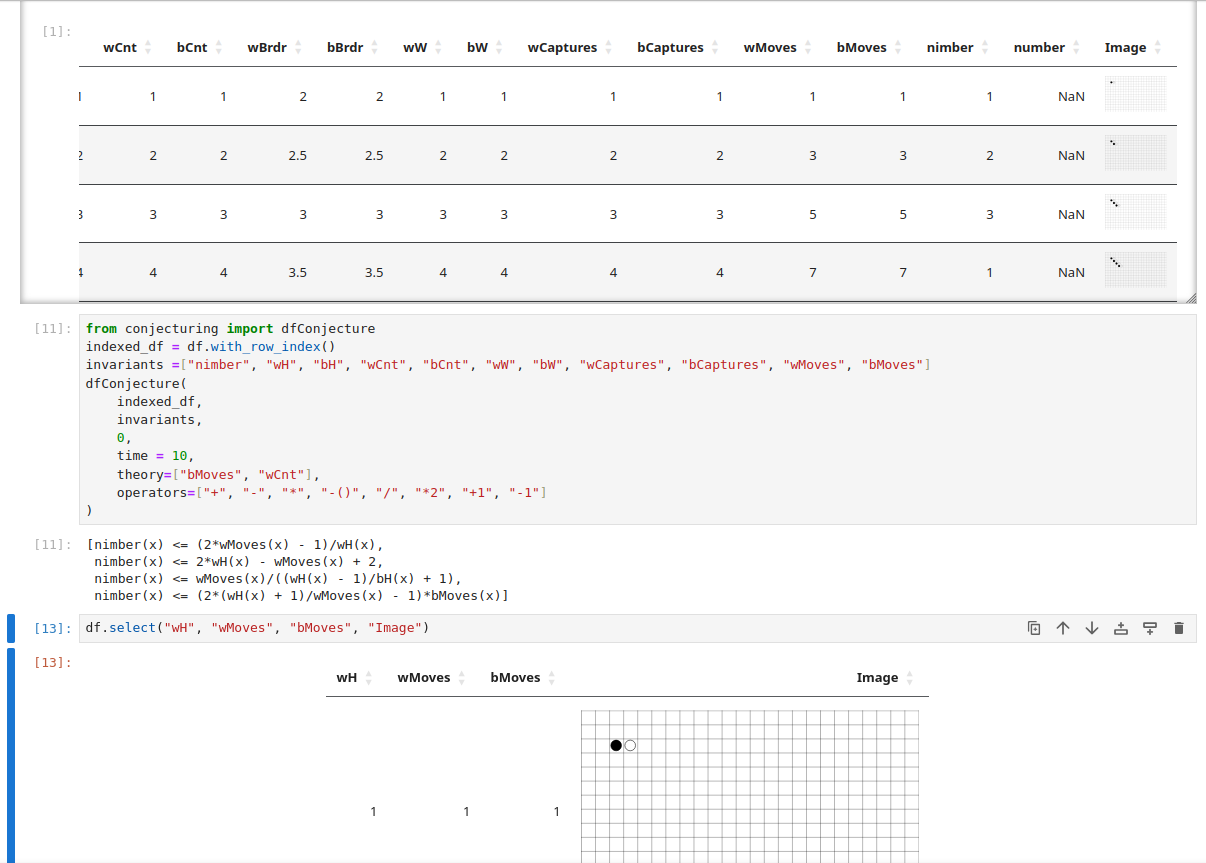 [1]:
wCnt bCnt wBrdr bBrdr wW bW wCaptures bCaptures wMoves bMoves nimber number Image
1 1 1 2 2 1 1 1 1 1 1 1 NaN
2 2 2 2.5 2.5 2 2 2 2 3 3 2 NaN
3 3 3 3 3 3 3 3 3 5 5 3 NaN
4 4 4 3.5 3.5 4 4 4 4 7 7 1 NaN
[11]:
from conjecturing import dfConjecture
indexed_df = df.with_row_index()
invariants =["nimber", "wH", "bH", "wCnt", "bCnt", "wW", "bW", "wCaptures", "bCaptures", "wMoves", "bMoves"]
dfConjecture(
    indexed_df,
    invariants,
    0,
    time = 10,
    theory=["bMoves", "wCnt"],
    operators=["+", "-", "*", "-()", "/", "*2", "+1", "-1"]
)
[11]:
[nimber(x) <= (2*wMoves(x) - 1)/wH(x),
 nimber(x) <= 2*wH(x) - wMoves(x) + 2,
 nimber(x) <= wMoves(x)/((wH(x) - 1)/bH(x) + 1),
 nimber(x) <= (2*(wH(x) + 1)/wMoves(x) - 1)*bMoves(x)]
[13]:
df.select("wH", "wMoves", "bMoves", "Image")
[13]:
wH wMoves bMoves Image
1 1 1